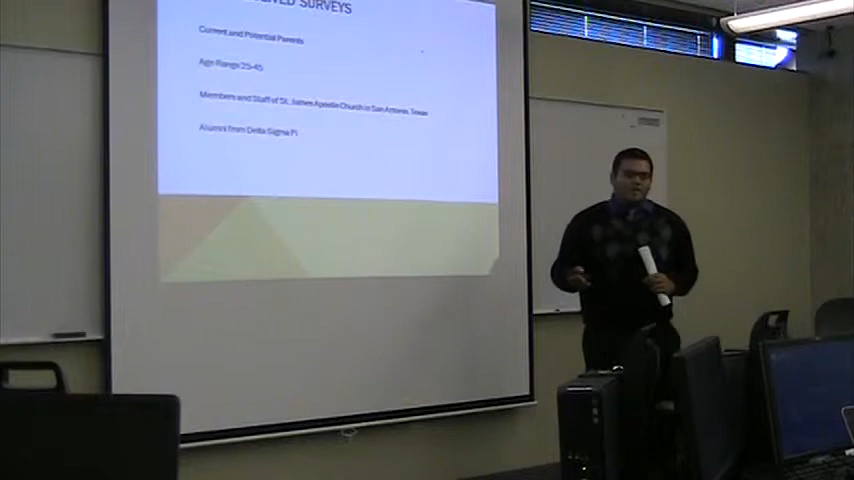 SURVEYS
Current and Potential Parents
Age Range 25-45
Members and Staff of St. James Apostle Church in San Antonio, Texas
Alumni from Delta Sigma Pi